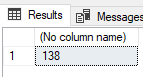 Results Messages
(No column name)
1 138